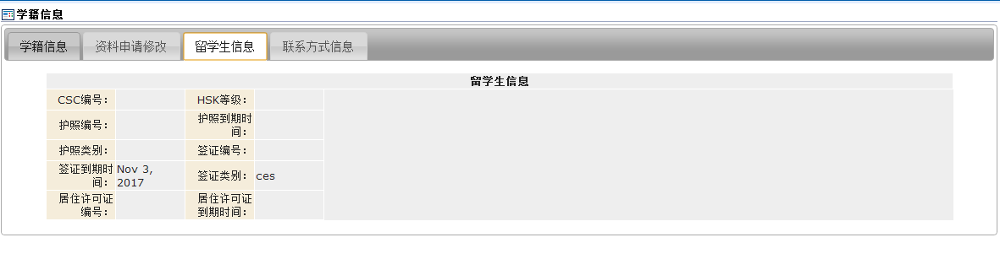 学籍信息
学籍信息 资料申请修改 留学生信息 联系方式信息
留学生信息
CSC编号： HSK等级：
护照编号： 护照到期时
间：
护照类别： 签证编号：
签证到期时 Nov 3, 签证类别： ces
间： 2017
居住许可证 居住许可证
编号： 到期时间：